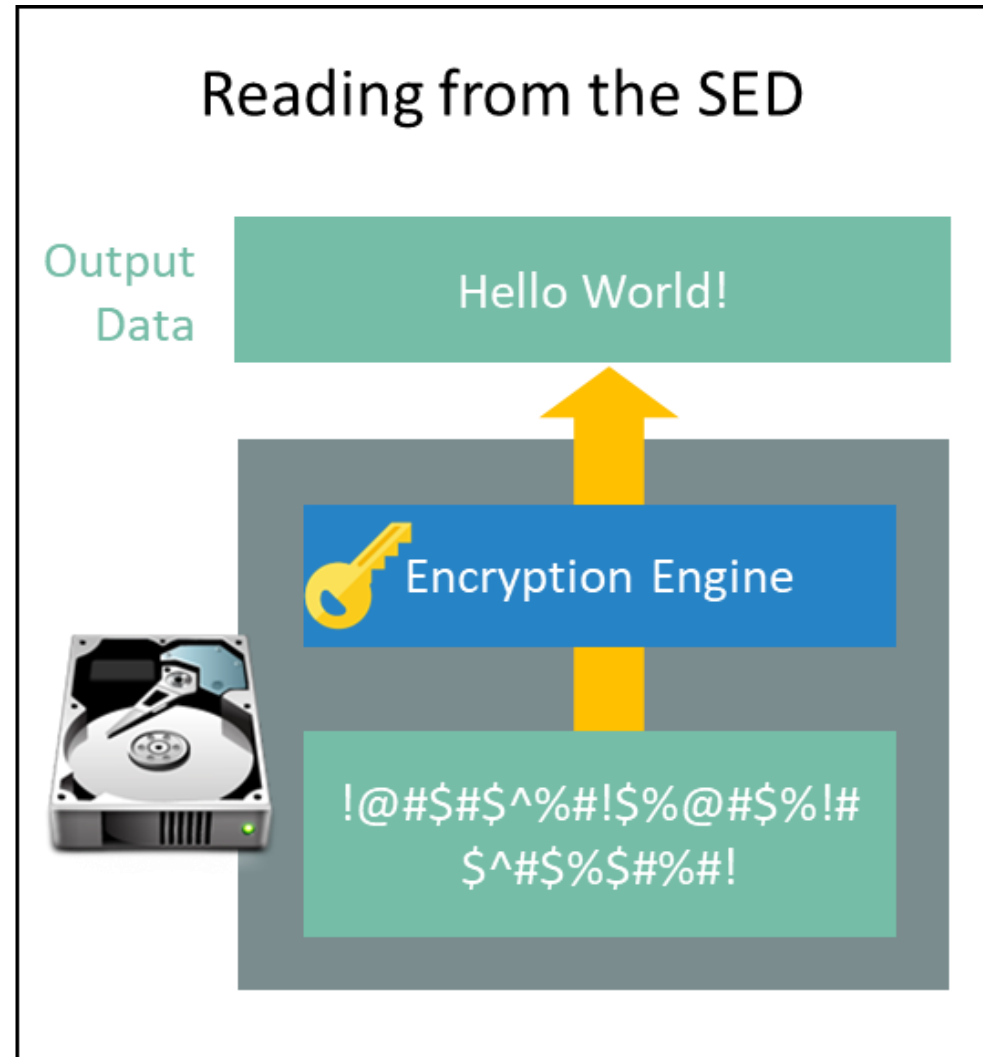 Reading from the SED
Output
Data
Hello World!
Encryption Engine
!@#$#$^%#!$%@#$%!#
$^#$%$#%#!